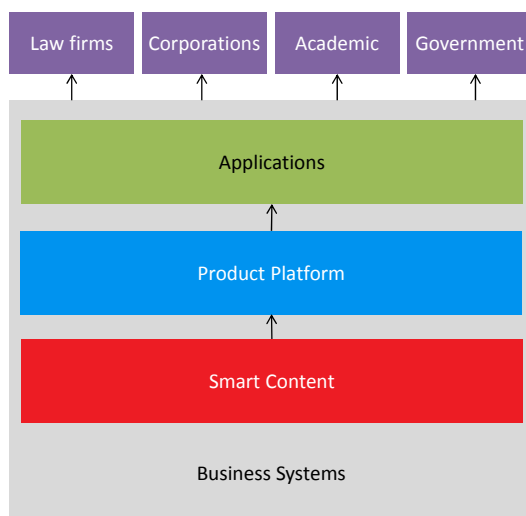 Law firms
Corporations
Academic
Government
Applications
Product Platform
Smart Content
Business Systems